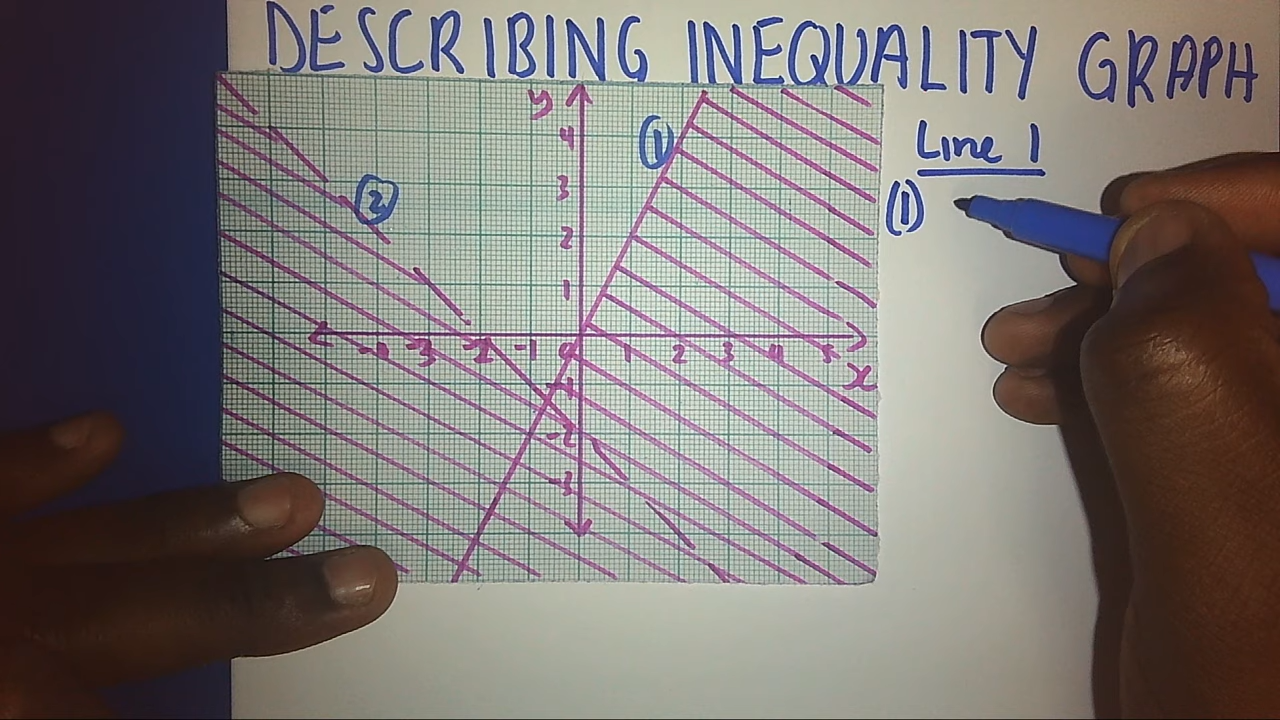 DESCRIBING INEQUALITY GRAPH
y
4
3
2
1
(1)
(2)
-3 -2 -1 0 1 2 3 4 5
x
-1
-2
-3
Line 1
(1)